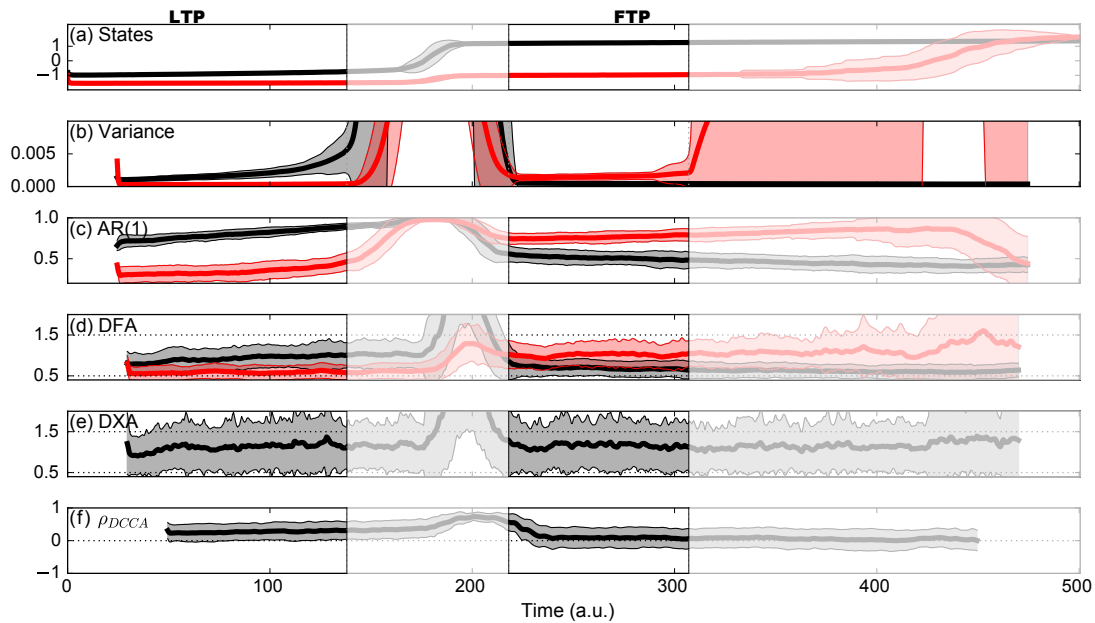 LTP FTP
(a) States
1
0
−1
(b) Variance
0.005
0.000
(c) AR(1)
1.0
0.5
(d) DFA
1.5
0.5
(e) DXA
1.5
0.5
(f) ρDCCA
1
0
−1
0 100 200 300 400 500
Time (a.u.)